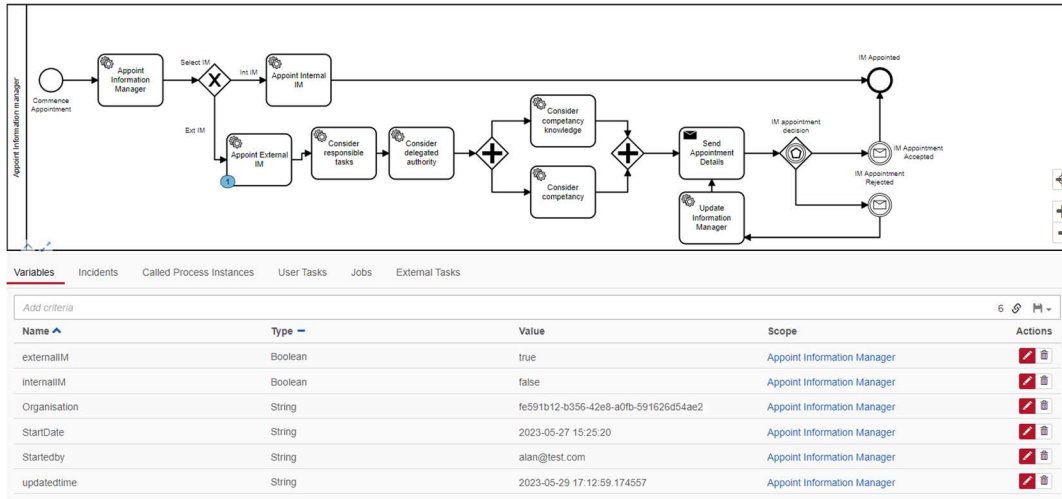 Appoint Information manager
Commence
Appointment
Appoint
Information
Manager
Select IM
X
Int IM
Ext IM
Appoint Internal
IM
Appoint External
IM
1
Consider
responsible
tasks
Consider
delegated
authority
Consider
competancy
knowledge
Consider
competancy
Send
Appointment
Details
Update
Information
Manager
IM appointment
decision
IM Appointed
IM Appointment
Accepted
IM Appointment
Rejected
Variables Incidents Called Process Instances User Tasks Jobs External Tasks
Add criteria 6
Name Type Value Scope Actions
externalIM Boolean true Appoint Information Manager
internalIM Boolean false Appoint Information Manager
Organisation String fe591b12-b356-42e8-a0fb-591626d54ae2 Appoint Information Manager
StartDate String 2023-05-27 15:25:20 Appoint Information Manager
Startedby String alan@test.com Appoint Information Manager
updatedtime String 2023-05-29 17:12:59.174557 Appoint Information Manager